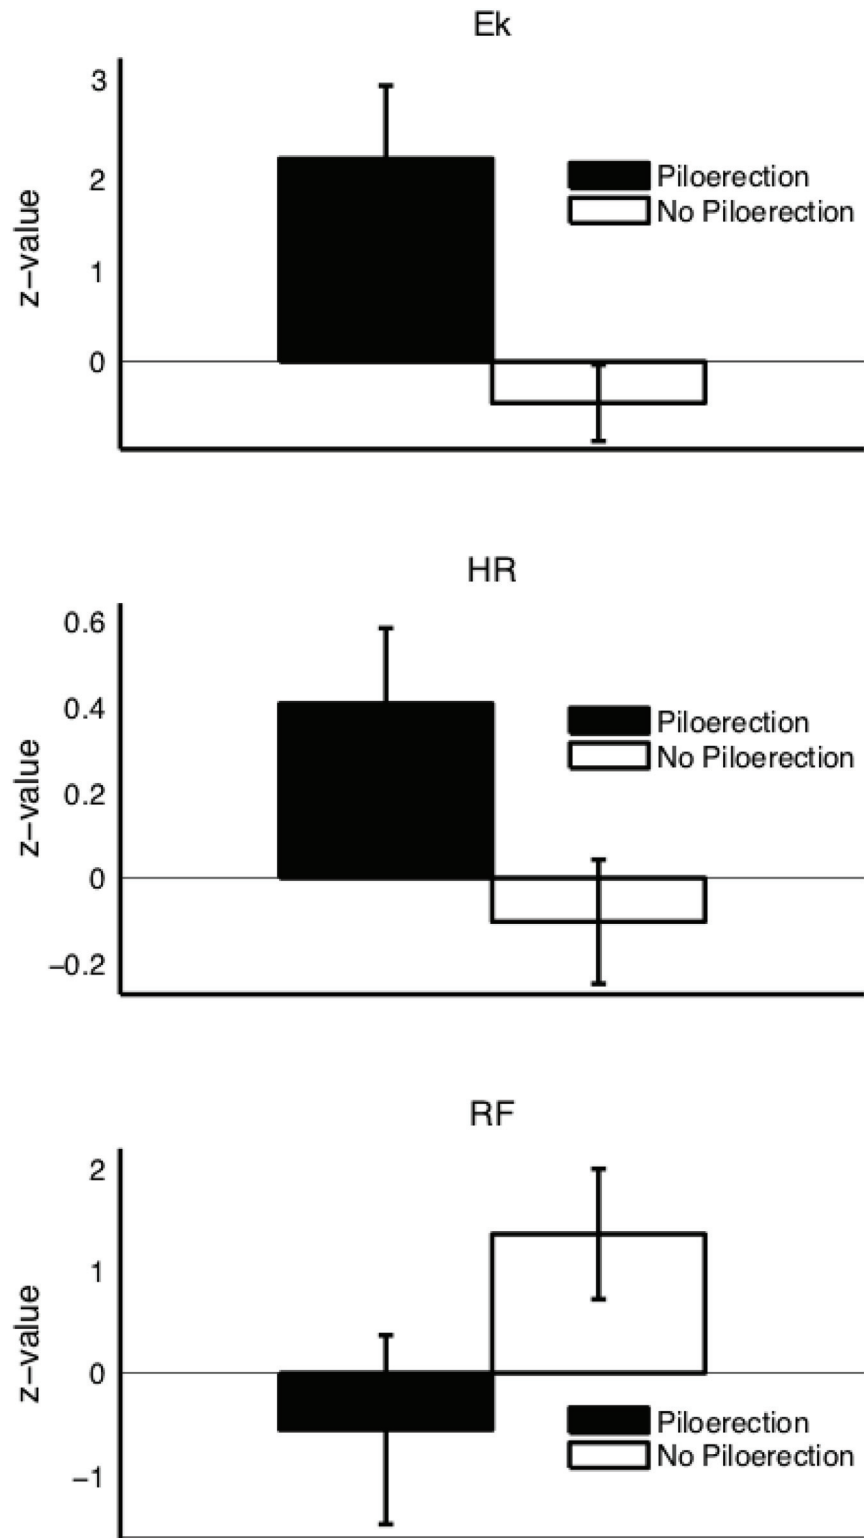 Ek
3
2
1
0
z–value
Piloerection
No Piloerection
HR
0.6
0.4
0.2
0
–0.2
z–value
Piloerection
No Piloerection
RF
2
1
0
–1
z–value
Piloerection
No Piloerection